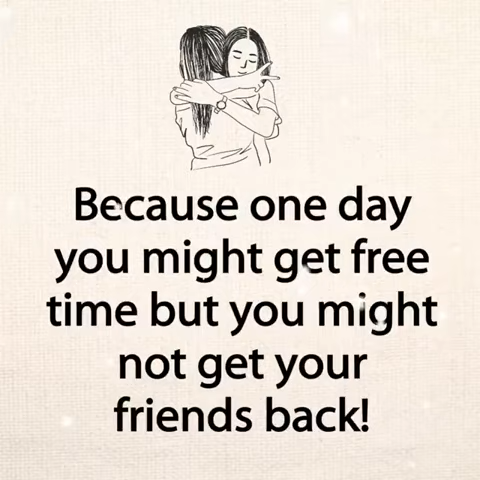 Because one day
you might get free
time but you might
not get your
friends back!